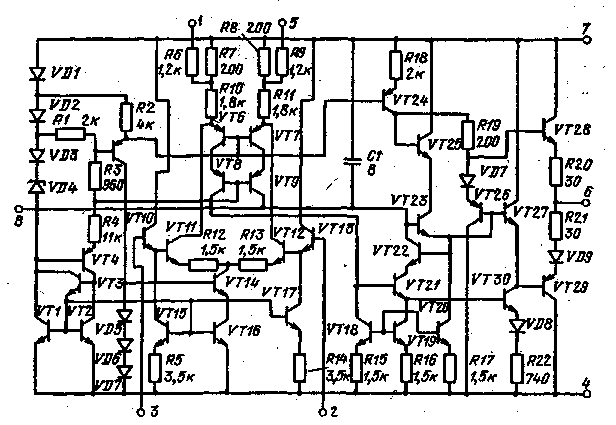 1
5
R8 200
7
R6
1,2к
R7
200
R9
1,2к
R18
2к
VD1
R10
1,8к
R11
1,8к
VD2
R2
4к
VT24
VT28
R1 2к
VT6
VT7
VT25
R19
200
VD3
VT8
C1
8
R20
30
VD4
R3
960
VT9
VD7
VT26
6
8
VT23
VT27
R21
30
R4
11к
VT10
VT11
R12
1,5к
R13
1,5к
VT12
VT13
VT22
VD9
VT4
VT3
VT14
VT17
VT21
VT30
VT29
VT1
VT2
VD5
VT15
VT16
VT18
VT19
VT20
VD8
VD6
VD7
R5
3,5к
R14
3,5к
R15
1,5к
R16
1,5к
R17
1,5к
R22
740
4
3
2